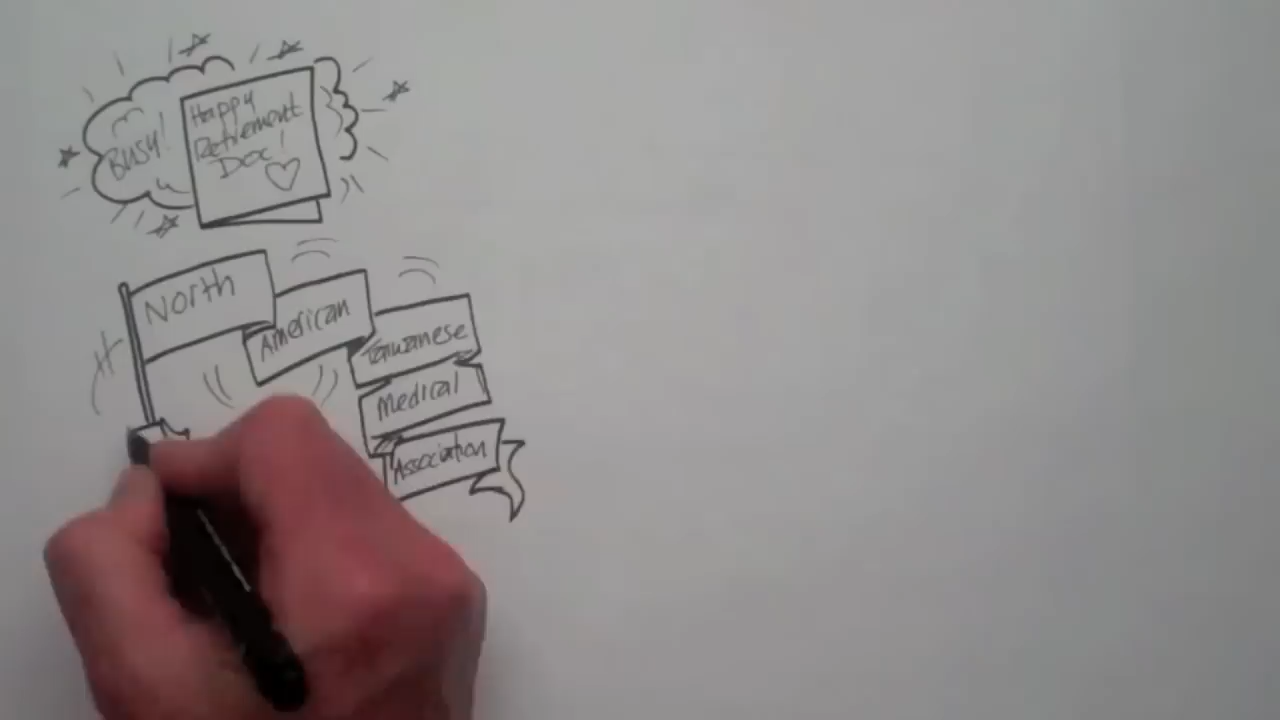 Busy!
Happy
Retirement
Doc!
North
American
Taiwanese
Medical
Association